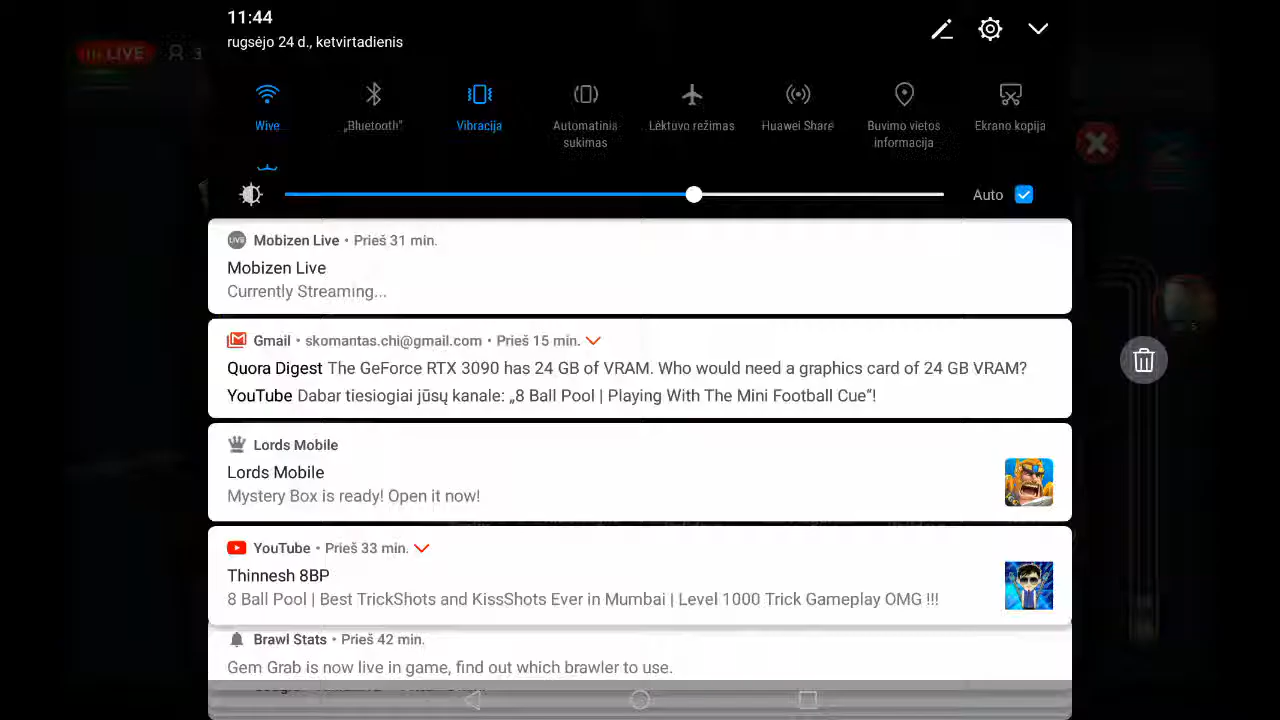 11:44
rugsėjo 24 d., ketvirtadienis
LIVE 3
Wive
„Bluetooth"
Vibracija
Automatinis sukimas
Lėktuvo režimas
Huawei Share
Buvimo vietos informacija
Ekrano kopija
Auto
LIVE Mobizen Live • Prieš 31 min.
Mobizen Live
Currently Streaming...
Gmail • skomantas.chi@gmail.com • Prieš 15 min.
Quora Digest The GeForce RTX 3090 has 24 GB of VRAM. Who would need a graphics card of 24 GB VRAM?
YouTube Dabar tiesiogiai jūsų kanale: „8 Ball Pool | Playing With The Mini Football Cue“!
Lords Mobile
Lords Mobile
Mystery Box is ready! Open it now!
YouTube • Prieš 33 min.
Thinnesh 8BP
8 Ball Pool | Best TrickShots and KissShots Ever in Mumbai | Level 1000 Trick Gameplay OMG !!!
Brawl Stats • Prieš 42 min.
Gem Grab is now live in game, find out which brawler to use.